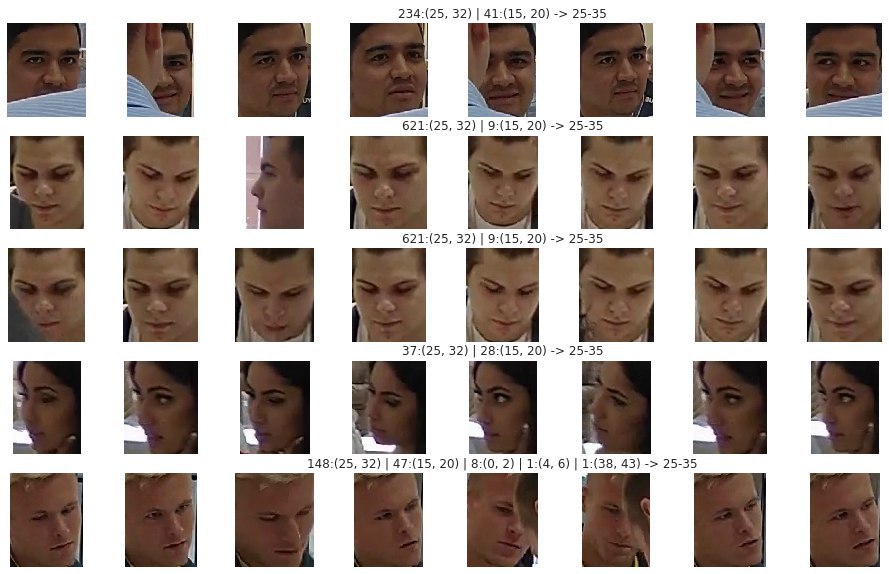 234:(25, 32) | 41:(15, 20) -> 25-35
621:(25, 32) | 9:(15, 20) -> 25-35
621:(25, 32) | 9:(15, 20) -> 25-35
37:(25, 32) | 28:(15, 20) -> 25-35
148:(25, 32) | 47:(15, 20) | 8:(0, 2) | 1:(4, 6) | 1:(38, 43) -> 25-35